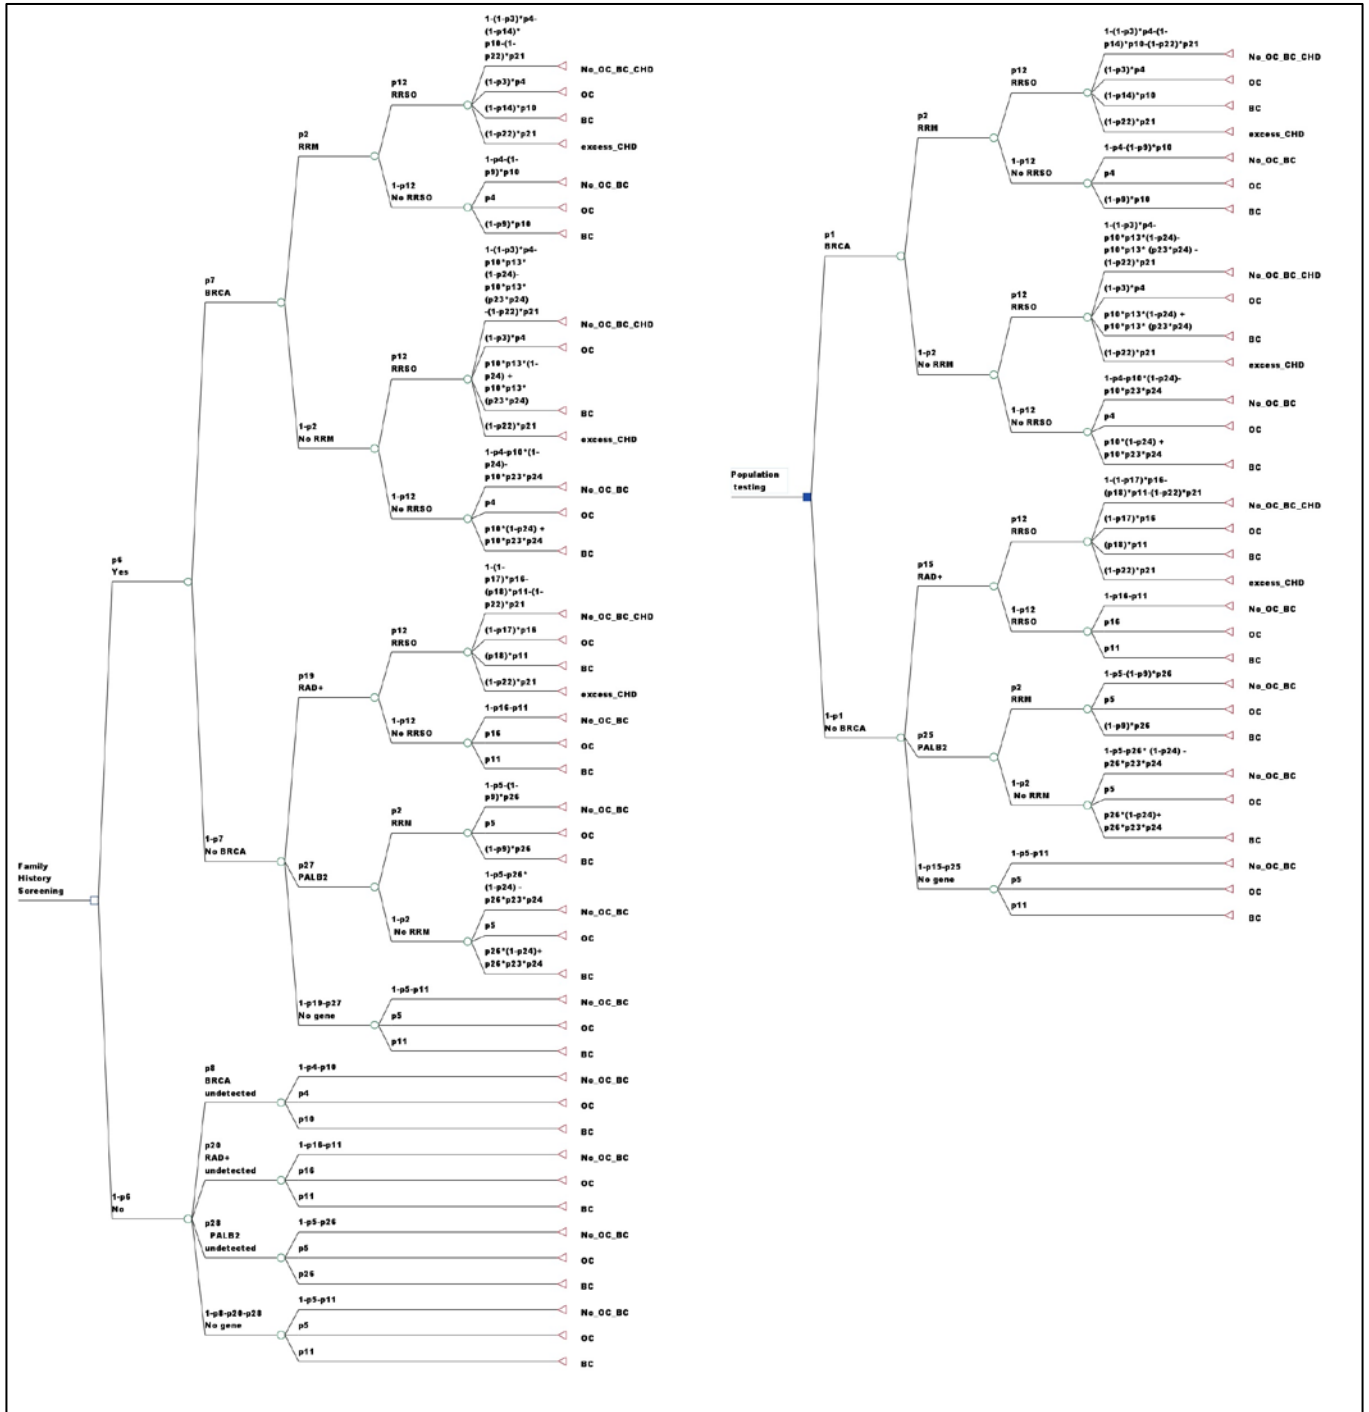 Family
History
Screening
p6
Yes
p7
BRCA
p2
RRM
p12
RRSO
1-(1-p3)*p4-
(1-p14)*
p10-(1-
p22)*p21
No_OC_BC_CHD
(1-p3)*p4
OC
(1-p14)*p10
BC
(1-p22)*p21
excess_CHD
1-p12
No RRSO
1-p4-(1-
p9)*p10
No_OC_BC
p4
OC
(1-p9)*p10
BC
1-p2
No RRM
p12
RRSO
1-(1-p3)*p4-
p10*p13*
(1-p24)-
p10*p13*
(p23*p24)
-(1-p22)*p21
No_OC_BC_CHD
(1-p3)*p4
OC
p10*p13*(1-
p24) +
p10*p13*
(p23*p24)
BC
(1-p22)*p21
excess_CHD
1-p12
No RRSO
1-p4-p10*(1-
p24)-
p10*p23*p24
No_OC_BC
p4
OC
p10*(1-p24) +
p10*p23*p24
BC
1-p7
No BRCA
p19
RAD+
p12
RRSO
1-(1-
p17)*p16-
(p18)*p11-(1-
p22)*p21
No_OC_BC_CHD
(1-p17)*p16
OC
(p18)*p11
BC
(1-p22)*p21
excess_CHD
1-p12
No RRSO
1-p16-p11
No_OC_BC
p16
OC
p11
BC
p27
PALB2
p2
RRM
1-p5-(1-
p9)*p26
No_OC_BC
p5
OC
(1-p9)*p26
BC
1-p2
No RRM
1-p5-p26*
(1-p24) -
p26*p23*p24
No_OC_BC
p5
OC
p26*(1-p24)+
p26*p23*p24
BC
1-p19-p27
No gene
1-p5-p11
No_OC_BC
p5
OC
p11
BC
1-p6
No
p8
BRCA
undetected
1-p4-p10
No_OC_BC
p4
OC
p10
BC
p20
RAD+
undetected
1-p16-p11
No_OC_BC
p16
OC
p11
BC
p28
PALB2
undetected
1-p5-p26
No_OC_BC
p5
OC
p26
BC
1-p8-p20-p28
No gene
1-p5-p11
No_OC_BC
p5
OC
p11
BC
Population
testing
p1
BRCA
p2
RRM
p12
RRSO
1-(1-p3)*p4-(1-
p14)*p10-(1-p22)*p21
No_OC_BC_CHD
(1-p3)*p4
OC
(1-p14)*p10
BC
(1-p22)*p21
excess_CHD
1-p12
No RRSO
1-p4-(1-p9)*p10
No_OC_BC
p4
OC
(1-p9)*p10
BC
1-p2
No RRM
p12
RRSO
1-(1-p3)*p4-
p10*p13*(1-p24)-
p10*p13* (p23*p24) -
(1-p22)*p21
No_OC_BC_CHD
(1-p3)*p4
OC
p10*p13*(1-p24) +
p10*p13* (p23*p24)
BC
(1-p22)*p21
excess_CHD
1-p12
No RRSO
1-p4-p10*(1-p24)-
p10*p23*p24
No_OC_BC
p4
OC
p10*(1-p24) +
p10*p23*p24
BC
1-p1
No BRCA
p15
RAD+
p12
RRSO
1-(1-p17)*p16-
(p18)*p11-(1-p22)*p21
No_OC_BC_CHD
(1-p17)*p16
OC
(p18)*p11
BC
(1-p22)*p21
excess_CHD
1-p12
RRSO
1-p16-p11
No_OC_BC
p16
OC
p11
BC
p25
PALB2
p2
RRM
1-p5-(1-p9)*p26
No_OC_BC
p5
OC
(1-p9)*p26
BC
1-p2
No RRM
1-p5-p26* (1-p24) -
p26*p23*p24
No_OC_BC
p5
OC
p26*(1-p24)+
p26*p23*p24
BC
1-p15-p25
No gene
1-p5-p11
No_OC_BC
p5
OC
p11
BC